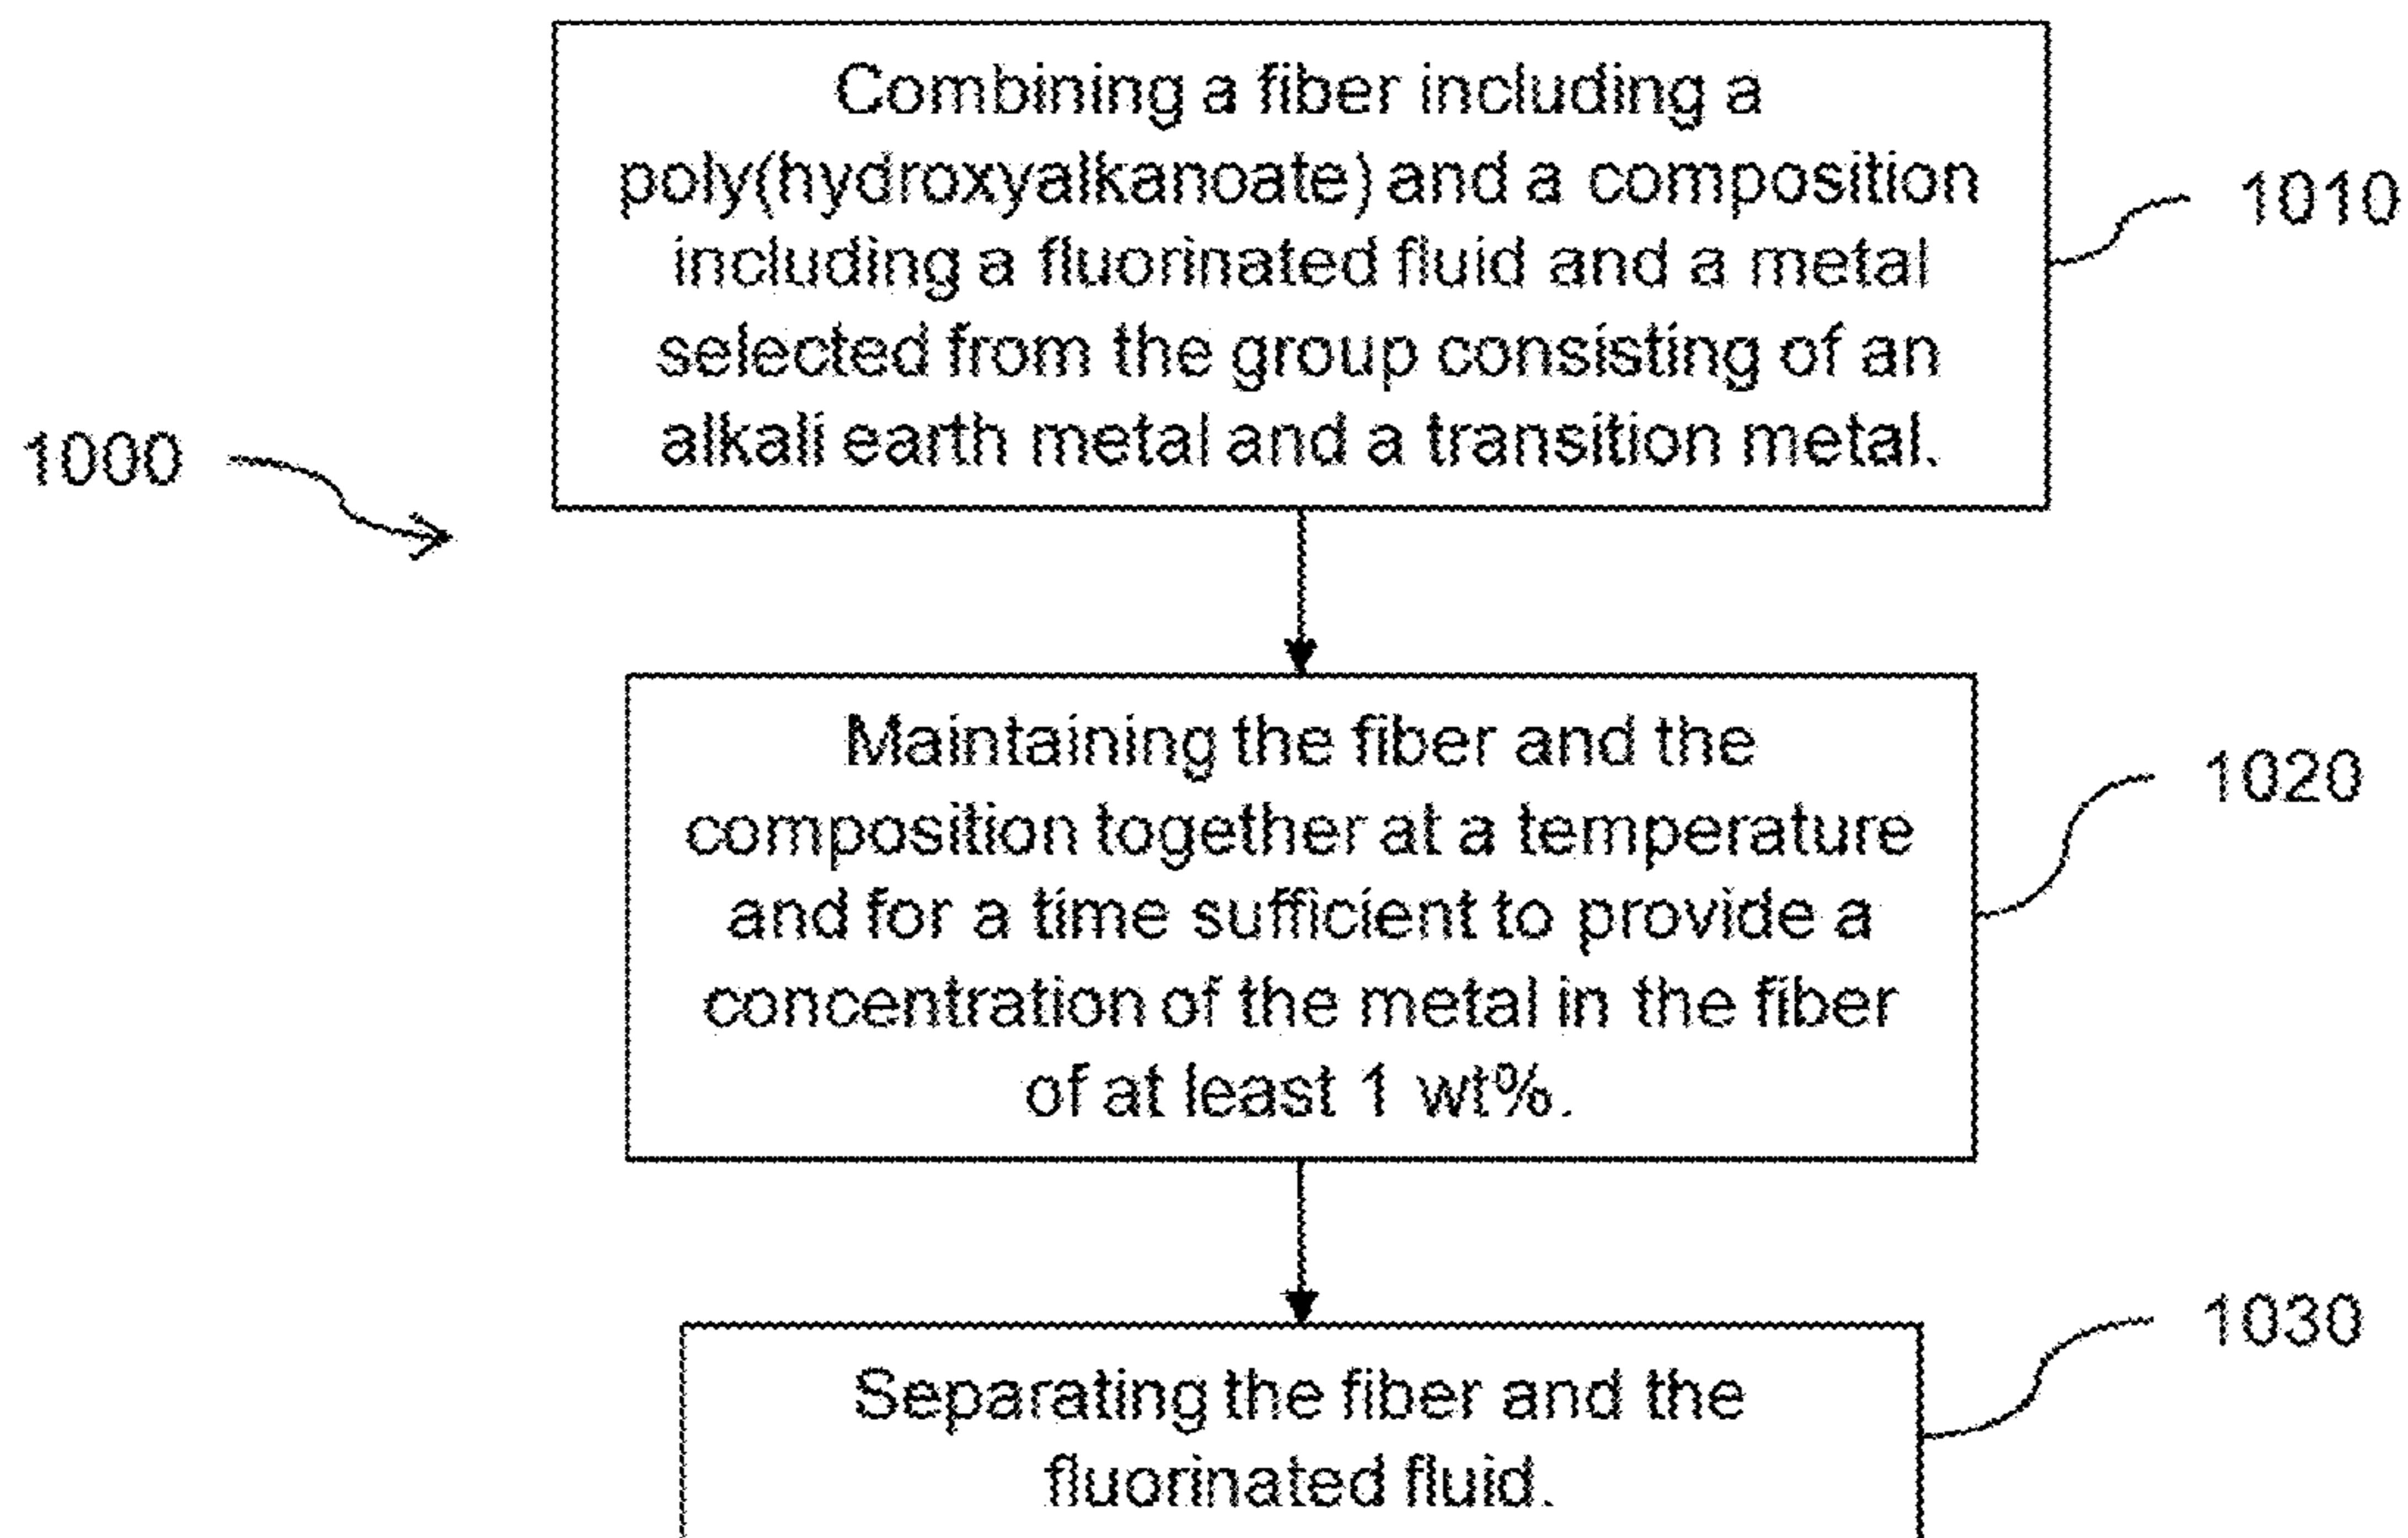 Combining a fiber including a
poly(hydroxyalkanoate) and a composition
including a fluorinated fluid and a metal
selected from the group consisting of an
alkali earth metal and a transition metal.
1010
1000
Maintaining the fiber and the
composition together at a temperature
and for a time sufficient to provide a
concentration of the metal in the fiber
of at least 1 wt%.
1020
Separating the fiber and the
fluorinated fluid.
1030